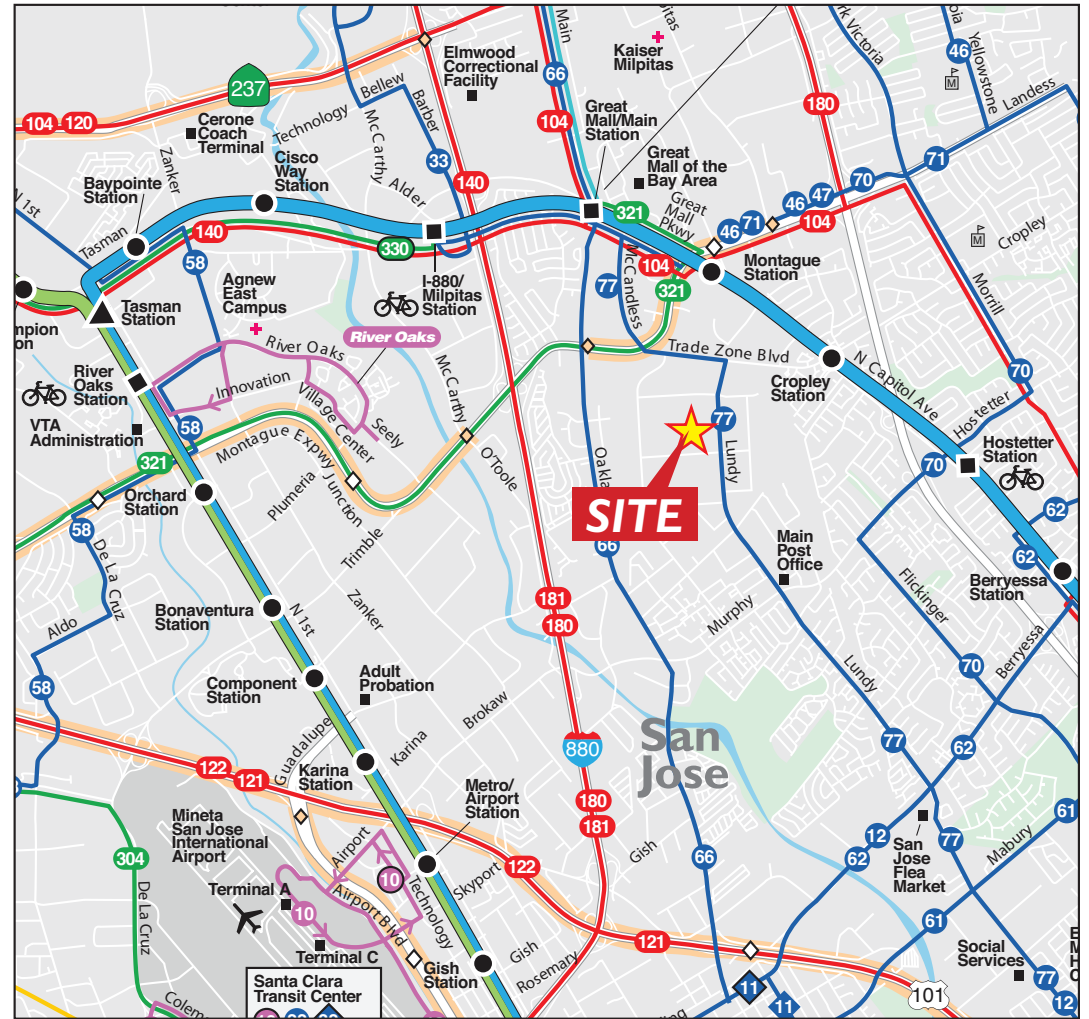 Main
66
Kaiser
Milpitas
Elmwood
Correctional
Facility
180
46
Yellowstone
Landess
237
Bellew
Barber
Technology
McCarthy
104
120
Cerone
Coach
Terminal
104
Great
Mall/Main
Station
Zanker
Cisco
Way
Station
33
Great
Mall of the
Bay Area
71
70
47
46
Baypointe
Station
Alder
140
321
Great
Mall
Pkwy
71
46
104
N 1st
Tasman
140
330
Cropley
58
Agnew
East
Campus
I-880/
Milpitas
Station
77
McCandless
104
321
Montague
Station
Morrill
Tasman
Station
River Oaks
River Oaks
Trade Zone Blvd
Cropley
Station
N Capitol Ave
70
River
Oaks
Station
Innovation
Village Center
Seely
McCarthy
Hostetter
VTA
Administration
58
77
Lundy
Hostetter
Station
321
Montague Expwy
Junction
O'Toole
70
Orchard
Station
Plumeria
Trimble
SITE
62
58
De La Cruz
66
Main
Post
Office
62
Flickinger
Berryessa
Station
Bonaventura
Station
N 1st
Zanker
181
180
Murphy
Aldo
58
Component
Station
Adult
Probation
Lundy
70
Berryessa
Brokaw
Guadalupe
Karina
880
San
Jose
77
62
122
121
Karina
Station
Metro/
Airport
Station
180
181
61
Mineta
San Jose
International
Airport
Airport
Gish
66
12
62
San
Jose
Flea
Market
77
Mabury
304
10
Skyport
122
De La Cruz
Terminal A
10
Airport Blvd
Technology
61
Terminal C
Gish
Station
Gish
Rosemary
121
Social
Services
77
12
Santa Clara
Transit Center
11
11
101